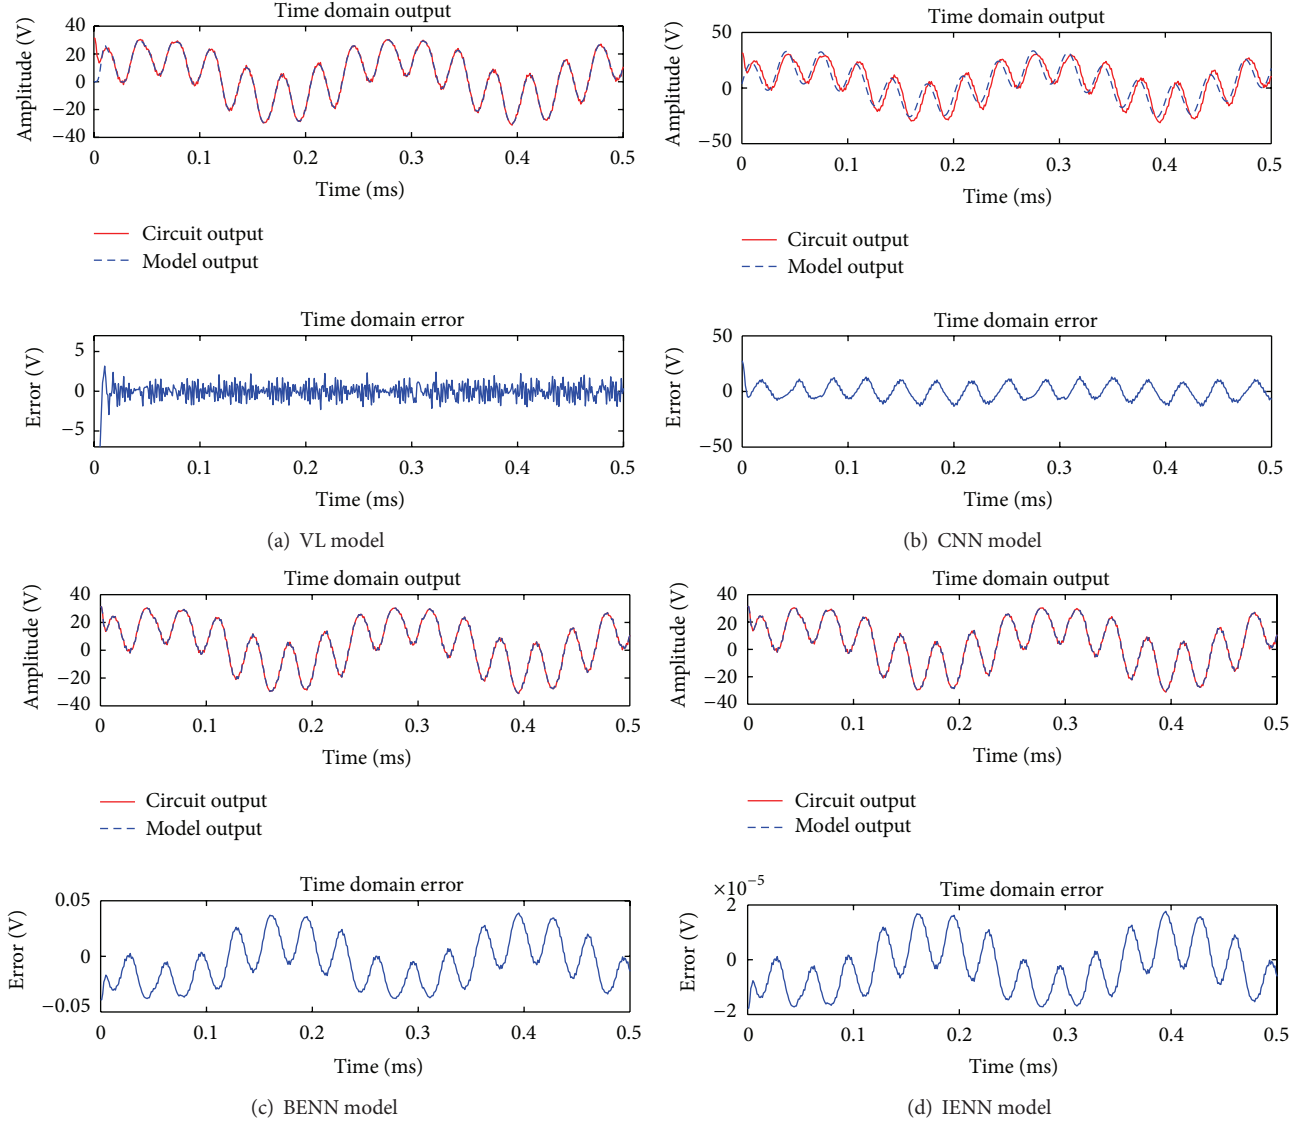 Time domain output
Amplitude (V)
40
20
0
−20
−40
0 0.1 0.2 0.3 0.4 0.5
Time (ms)
Circuit output
Model output
Time domain error
Error (V)
5
0
−5
0 0.1 0.2 0.3 0.4 0.5
Time (ms)
(a) VL model
Time domain output
Amplitude (V)
50
0
−50
0 0.1 0.2 0.3 0.4 0.5
Time (ms)
Circuit output
Model output
Time domain error
Error (V)
50
0
−50
0 0.1 0.2 0.3 0.4 0.5
Time (ms)
(b) CNN model
Time domain output
Amplitude (V)
40
20
0
−20
−40
0 0.1 0.2 0.3 0.4 0.5
Time (ms)
Circuit output
Model output
Time domain error
Error (V)
0.05
0
−0.05
0 0.1 0.2 0.3 0.4 0.5
Time (ms)
(c) BENN model
Time domain output
Amplitude (V)
40
20
0
−20
−40
0 0.1 0.2 0.3 0.4 0.5
Time (ms)
Circuit output
Model output
×10⁻⁵
Time domain error
Error (V)
2
0
−2
0 0.1 0.2 0.3 0.4 0.5
Time (ms)
(d) IENN model